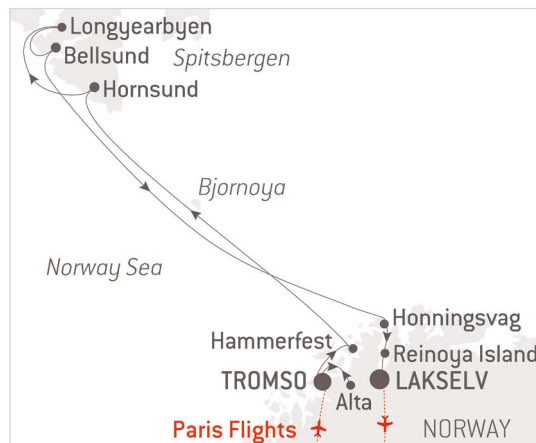 Longyearbyen
Bellsund
Spitsbergen
Hornsund
Bjornoya
Norway Sea
Honningsvag
Hammerfest
Reinoya Island
TROMSO
LAKSELV
Alta
Paris Flights
NORWAY